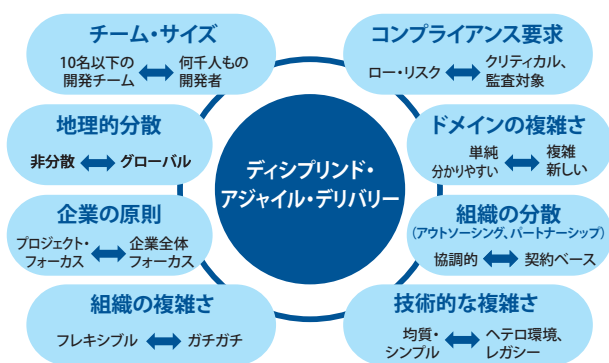 チーム・サイズ
10名以下の 何千人もの
開発チーム 開発者
コンプライアンス要求
ロー・リスク クリティカル、
監査対象
地理的分散
非分散 グローバル
ドメインの複雑さ
単純 複雑
分かりやすい 新しい
ディシプリンド・
アジャイル・デリバリー
企業の原則
プロジェクト・ 企業全体
フォーカス フォーカス
組織の分散
(アウトソーシング、パートナーシップ)
協調的 契約ベース
組織の複雑さ
フレキシブル ガチガチ
技術的な複雑さ
均質・ ヘテロ環境、
シンプル レガシー